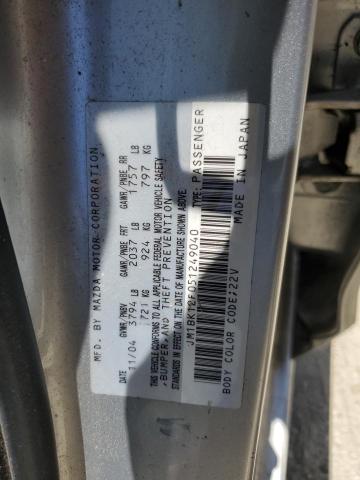 MFD. BY MAZDA MOTOR CORPORATION
GVWR/PNBV GAWR/PNBE FRT GAWR/PNBE RR
11/04 3794 LB 2037 LB 1757 LB
1721 KG 924 KG 797 KG
THIS VEHICLE CONFORMS TO ALL APPLICABLE FEDERAL MOTOR VEHICLE SAFETY
,BUMPER,AND THEFT PREVENTION
STANDARDS IN EFFECT ON THE DATE OF MANUFACTURE SHOWN ABOVE.
JM1BK12F051249040 TYPE: PASSENGER
BODY COLOR CODE;22V MADE IN JAPAN